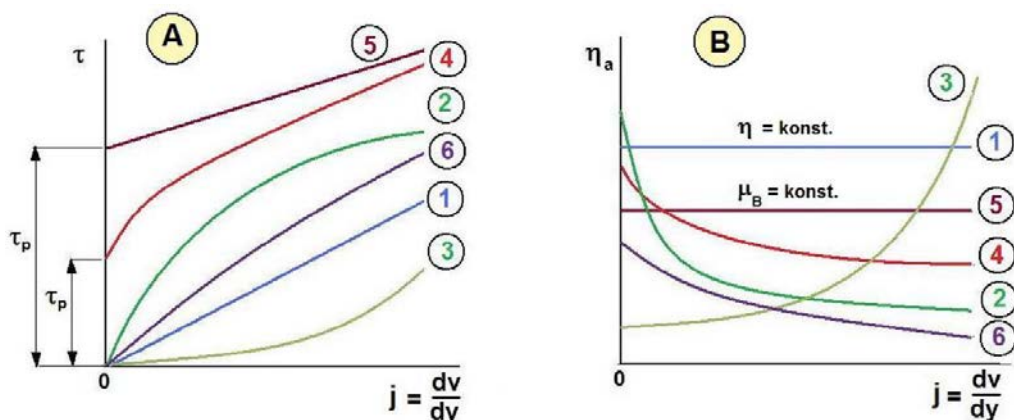 A
τ
5
4
2
6
1
3
τp
τp
0
j = dv/dy
B
ηa
3
η = konst.
1
μB = konst.
5
4
2
6
0
j = dv/dy